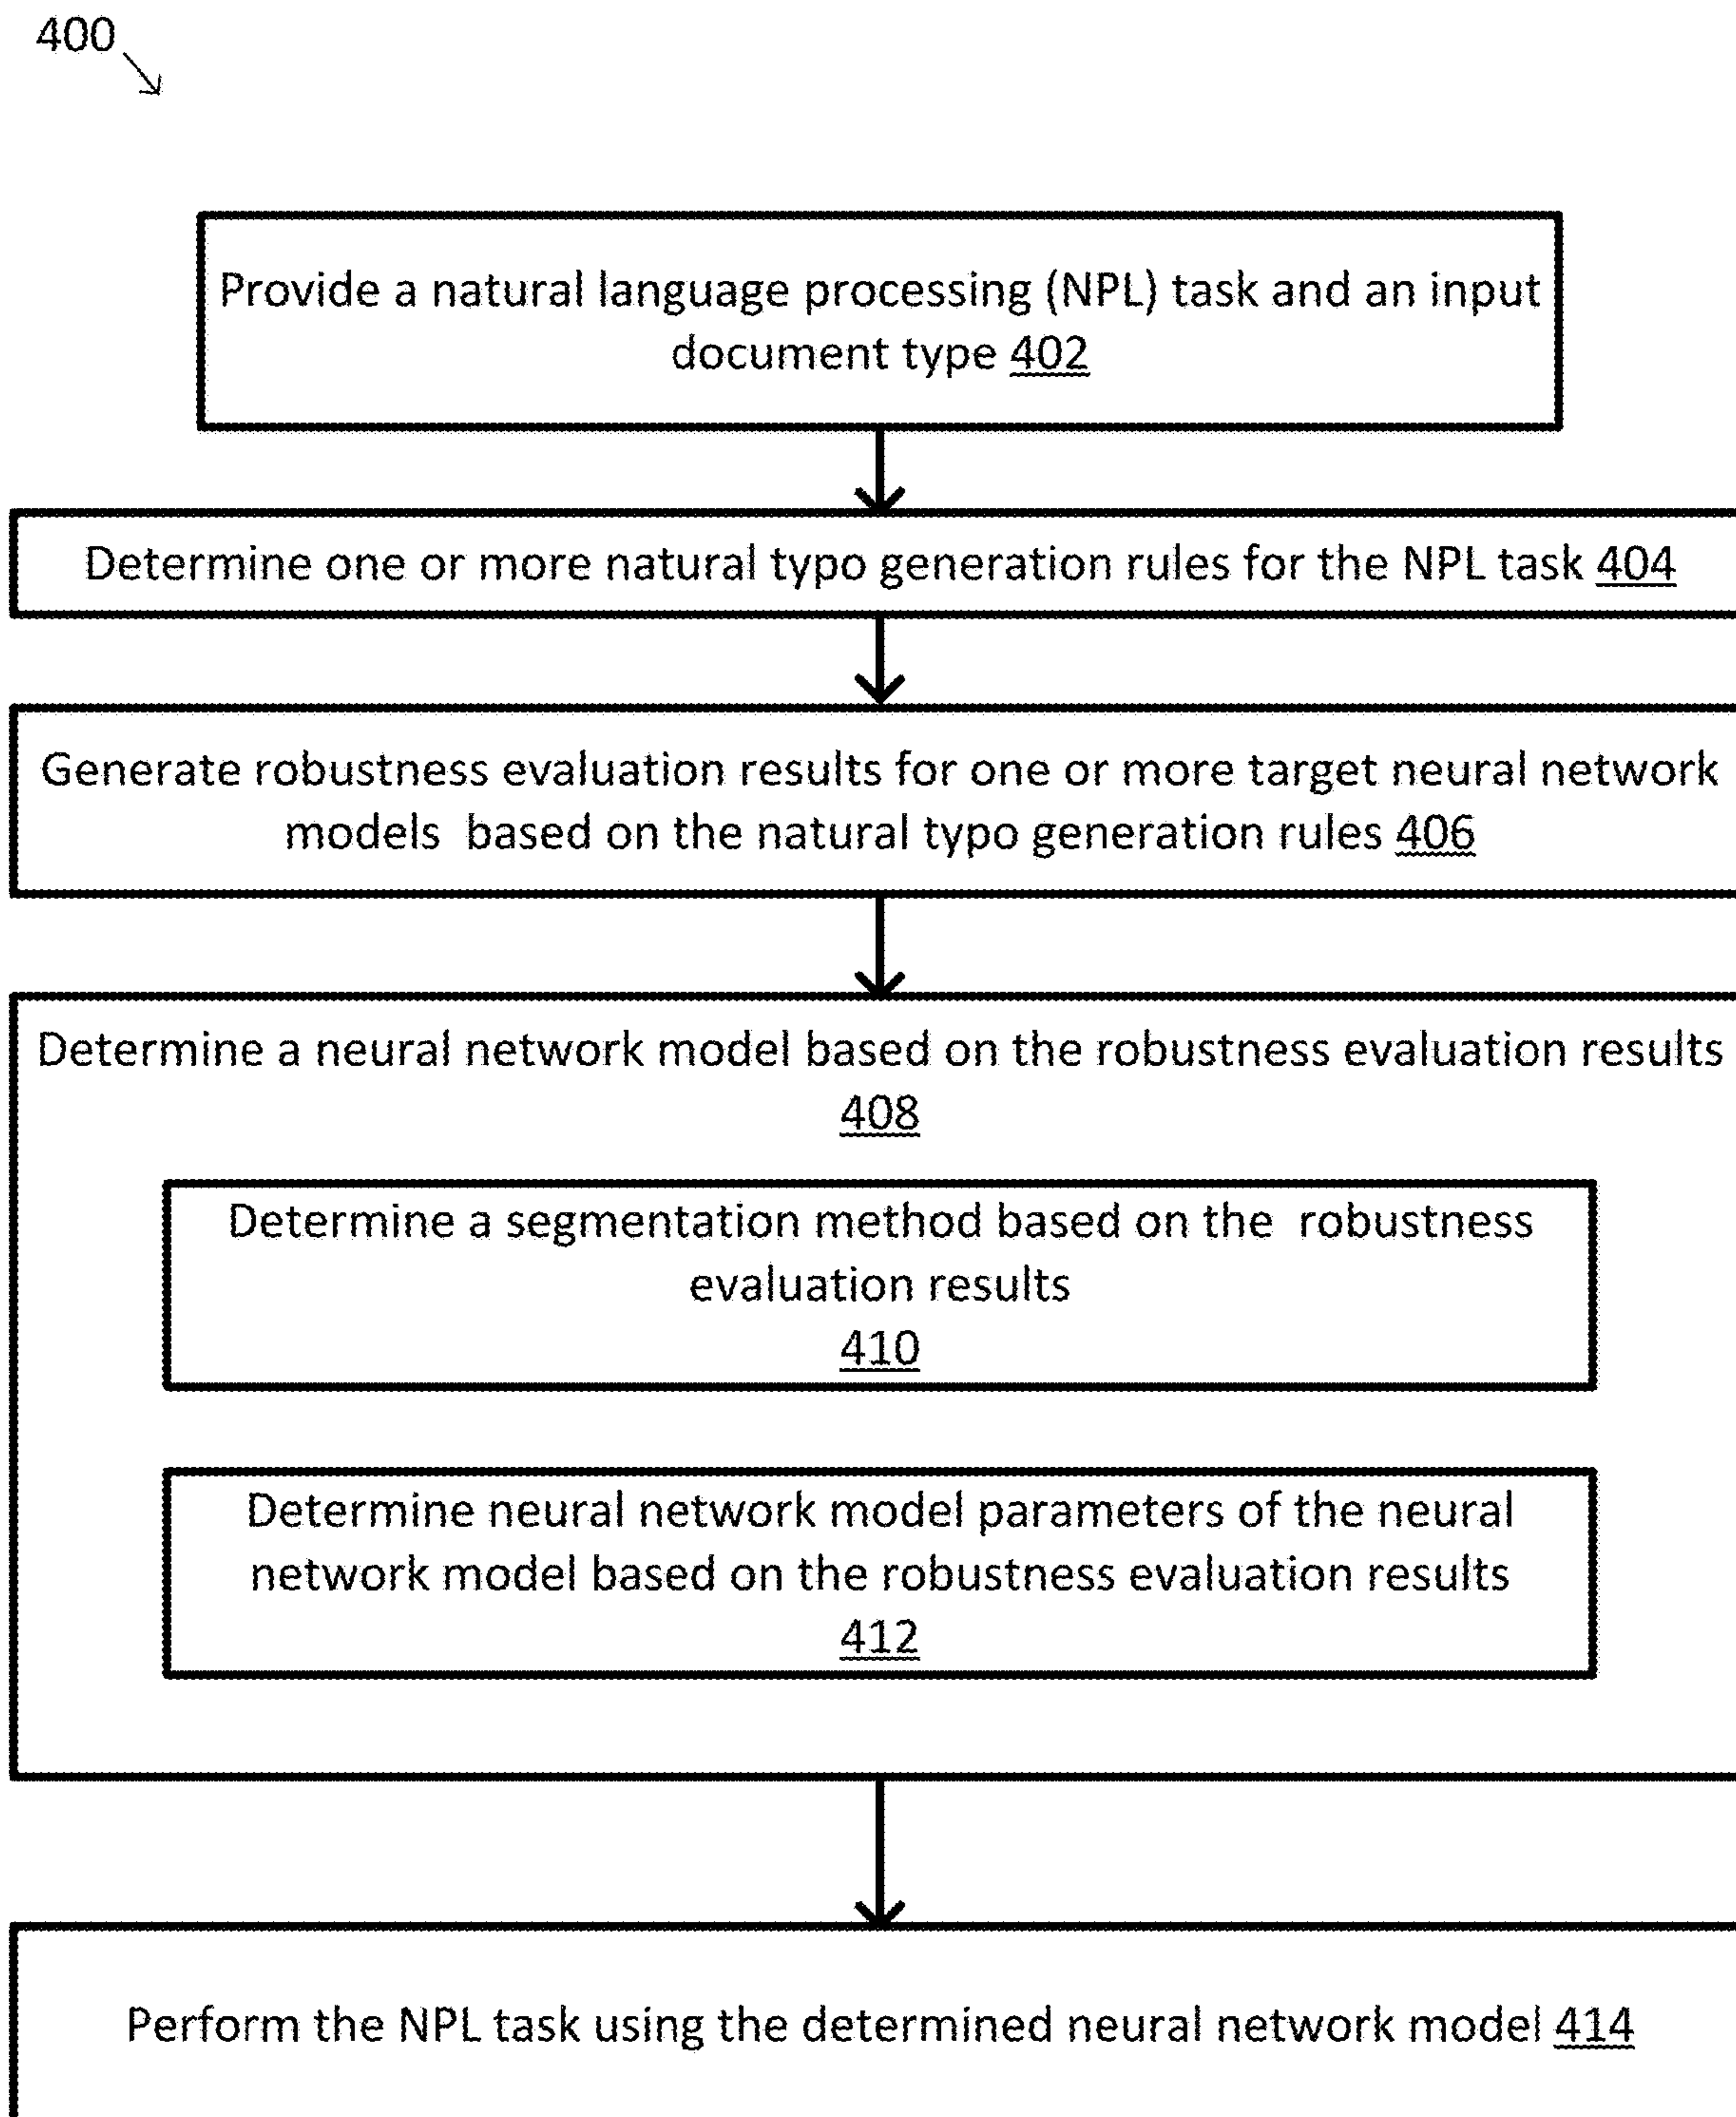 400
Provide a natural language processing (NPL) task and an input
document type 402
Determine one or more natural typo generation rules for the NPL task 404
Generate robustness evaluation results for one or more target neural network
models  based on the natural typo generation rules 406
Determine a neural network model based on the robustness evaluation results
408
Determine a segmentation method based on the  robustness
evaluation results
410
Determine neural network model parameters of the neural
network model based on the robustness evaluation results
412
Perform the NPL task using the determined neural network model 414